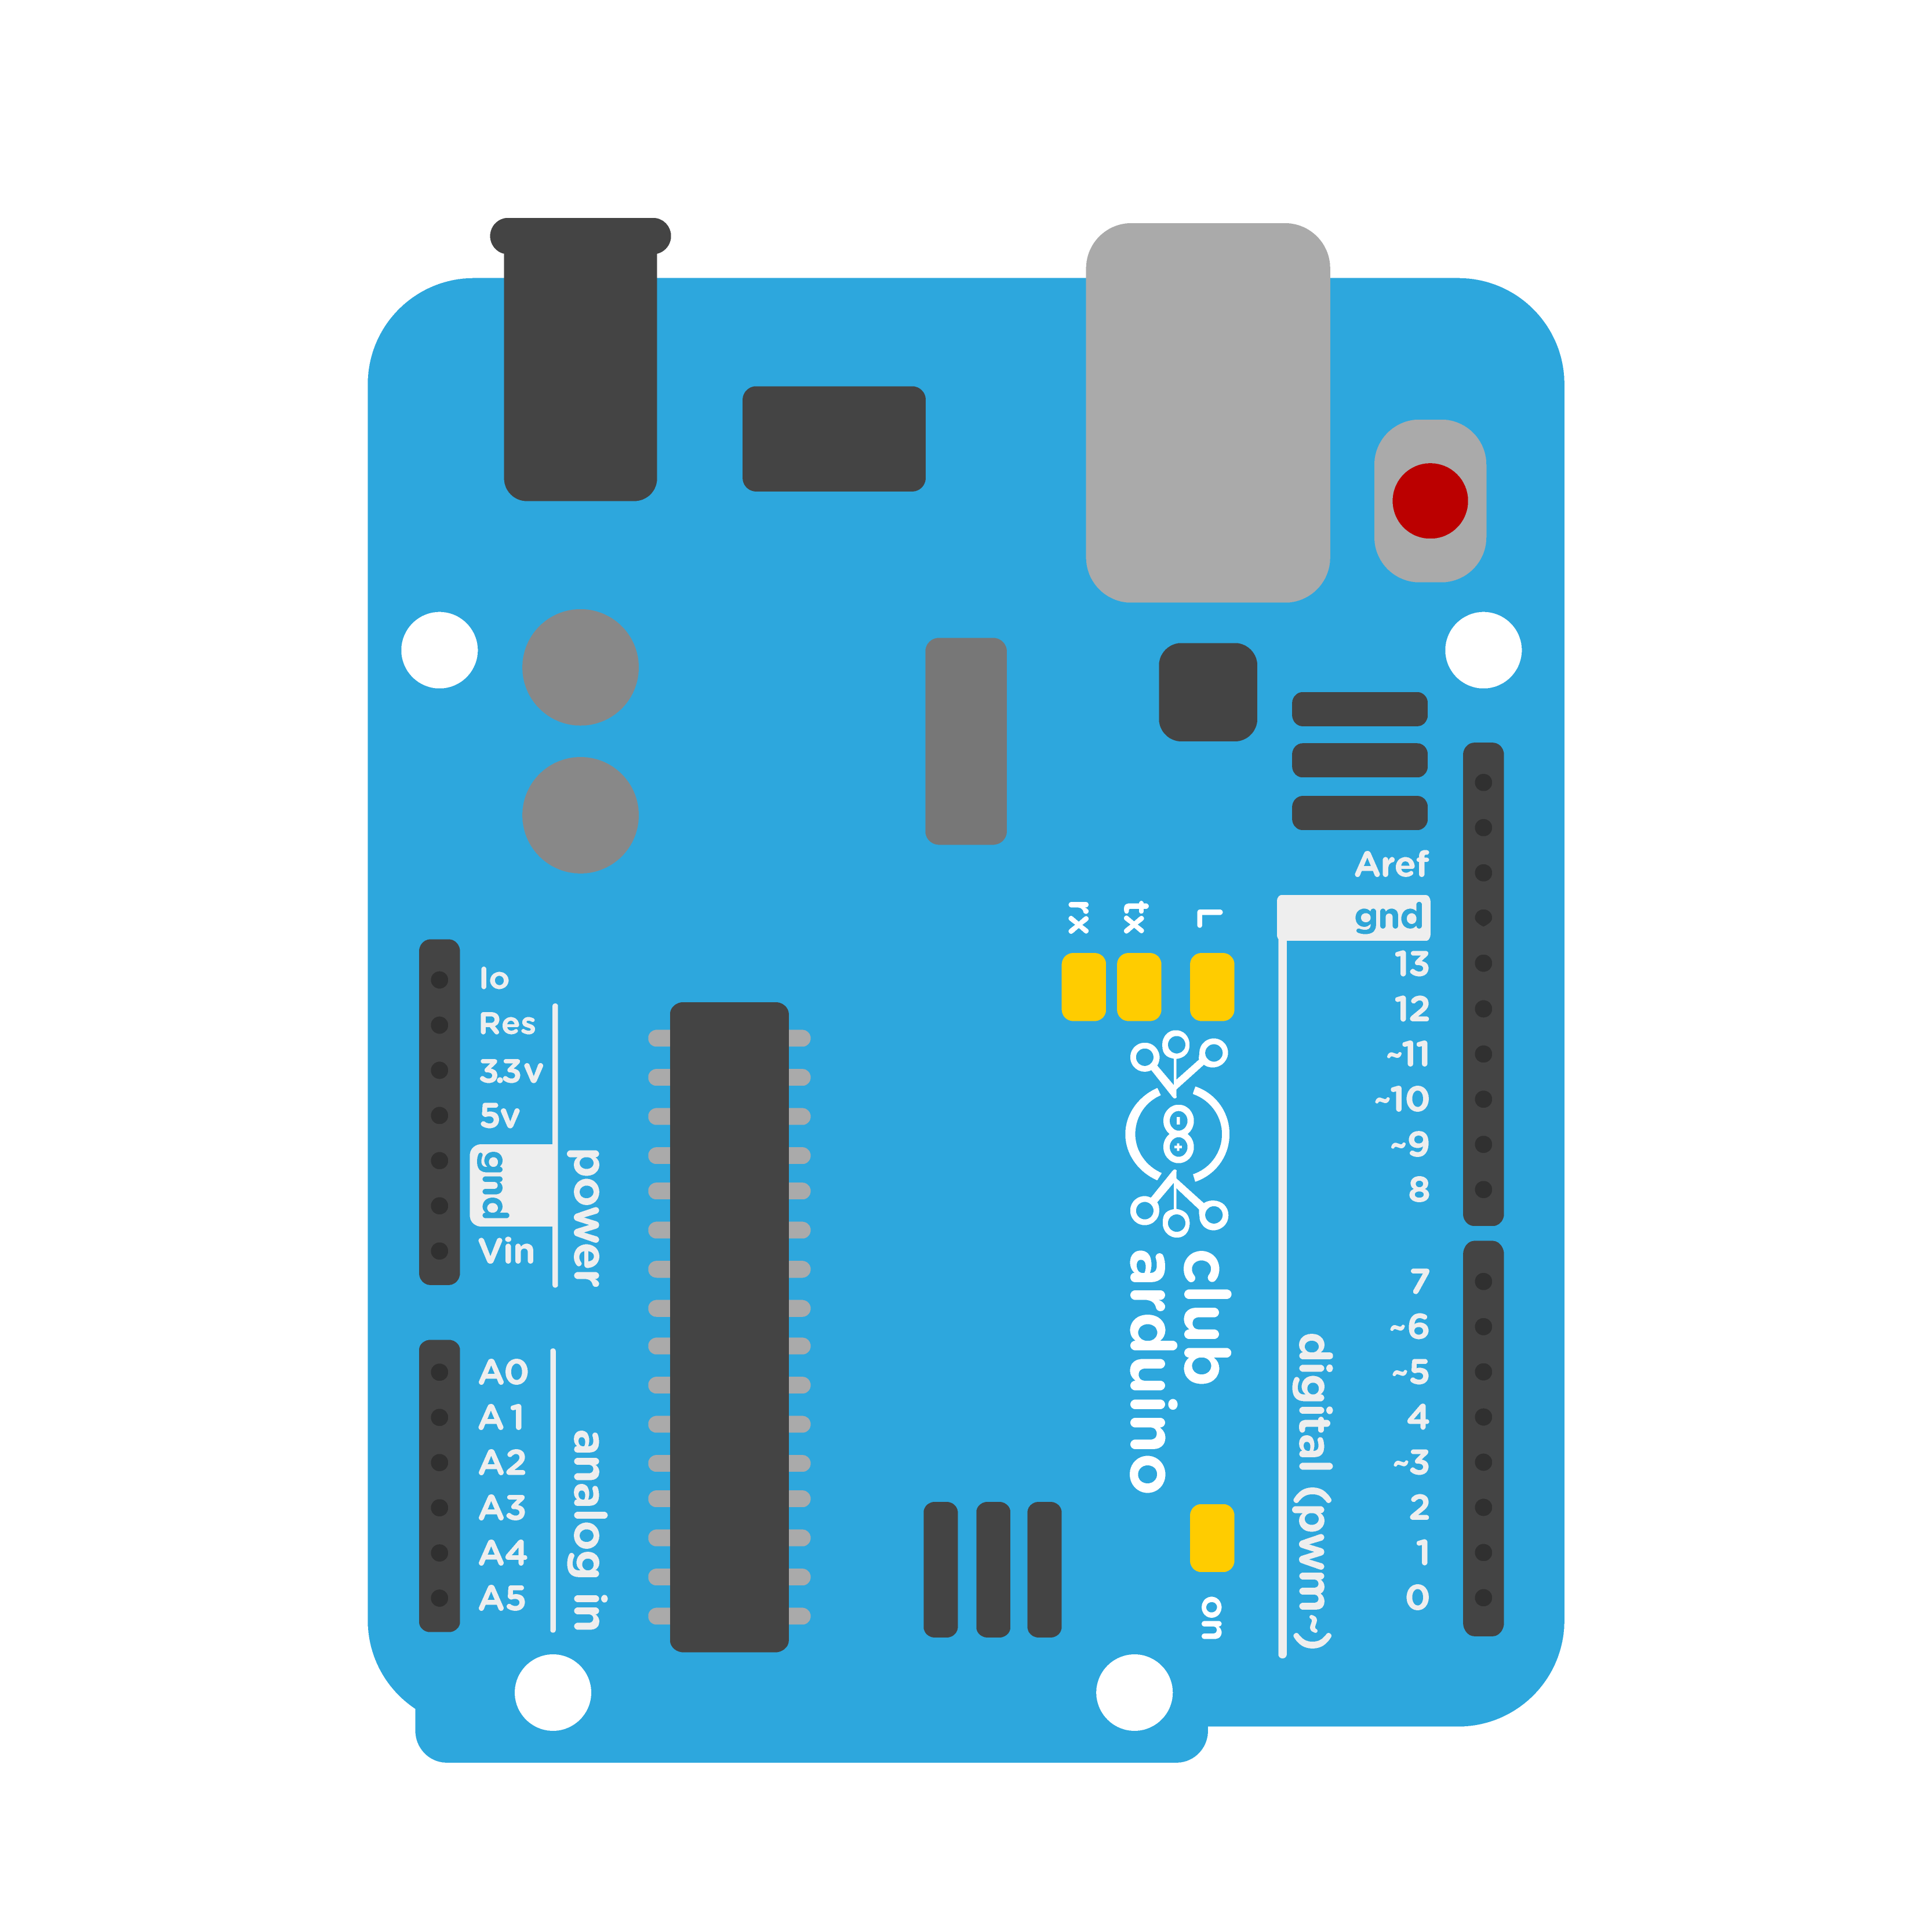 Aref
gnd
13
12
~11
~10
~9
8
7
~6
~5
4
~3
2
1
0
digital (pwm~)
rx
tx
L
club
arduino
on
Io
Res
3.3v
5v
gnd
Vin
power
A0
A1
A2
A3
A4
A5
analog in